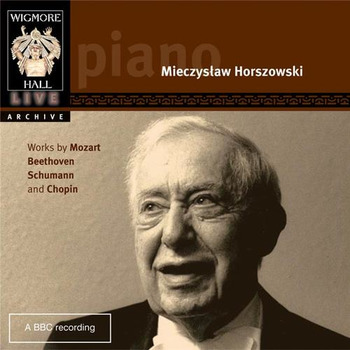 WIGMORE
HALL
LIVE
ARCHIVE
piano
Mieczysław Horszowski
Works by Mozart
Beethoven
Schumann
and Chopin
A BBC recording